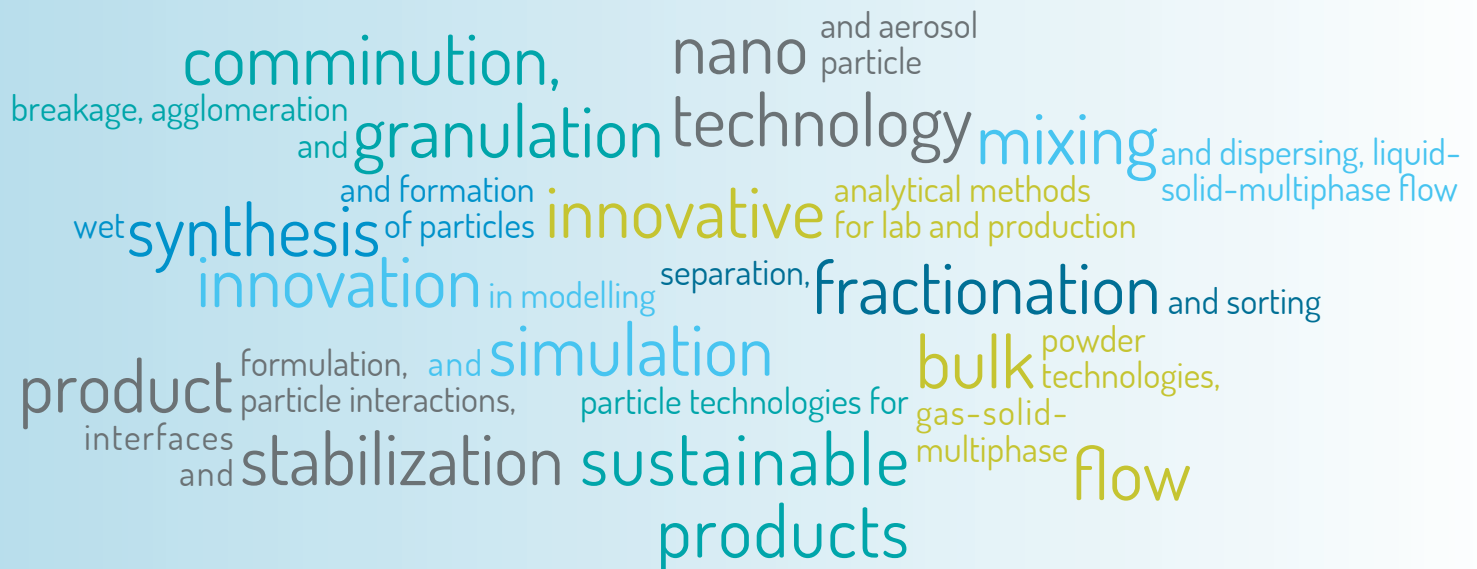 comminution,
breakage, agglomeration
and granulation
nano and aerosol
particle
technology
mixing and dispersing, liquid-
solid-multiphase flow
wet synthesis and formation
of particles
innovative analytical methods
for lab and production
innovation in modelling
and simulation
separation, fractionation and sorting
product formulation,
particle interactions,
interfaces
and stabilization
particle technologies for
sustainable
products
bulk powder
technologies,
gas-solid-
multiphase flow